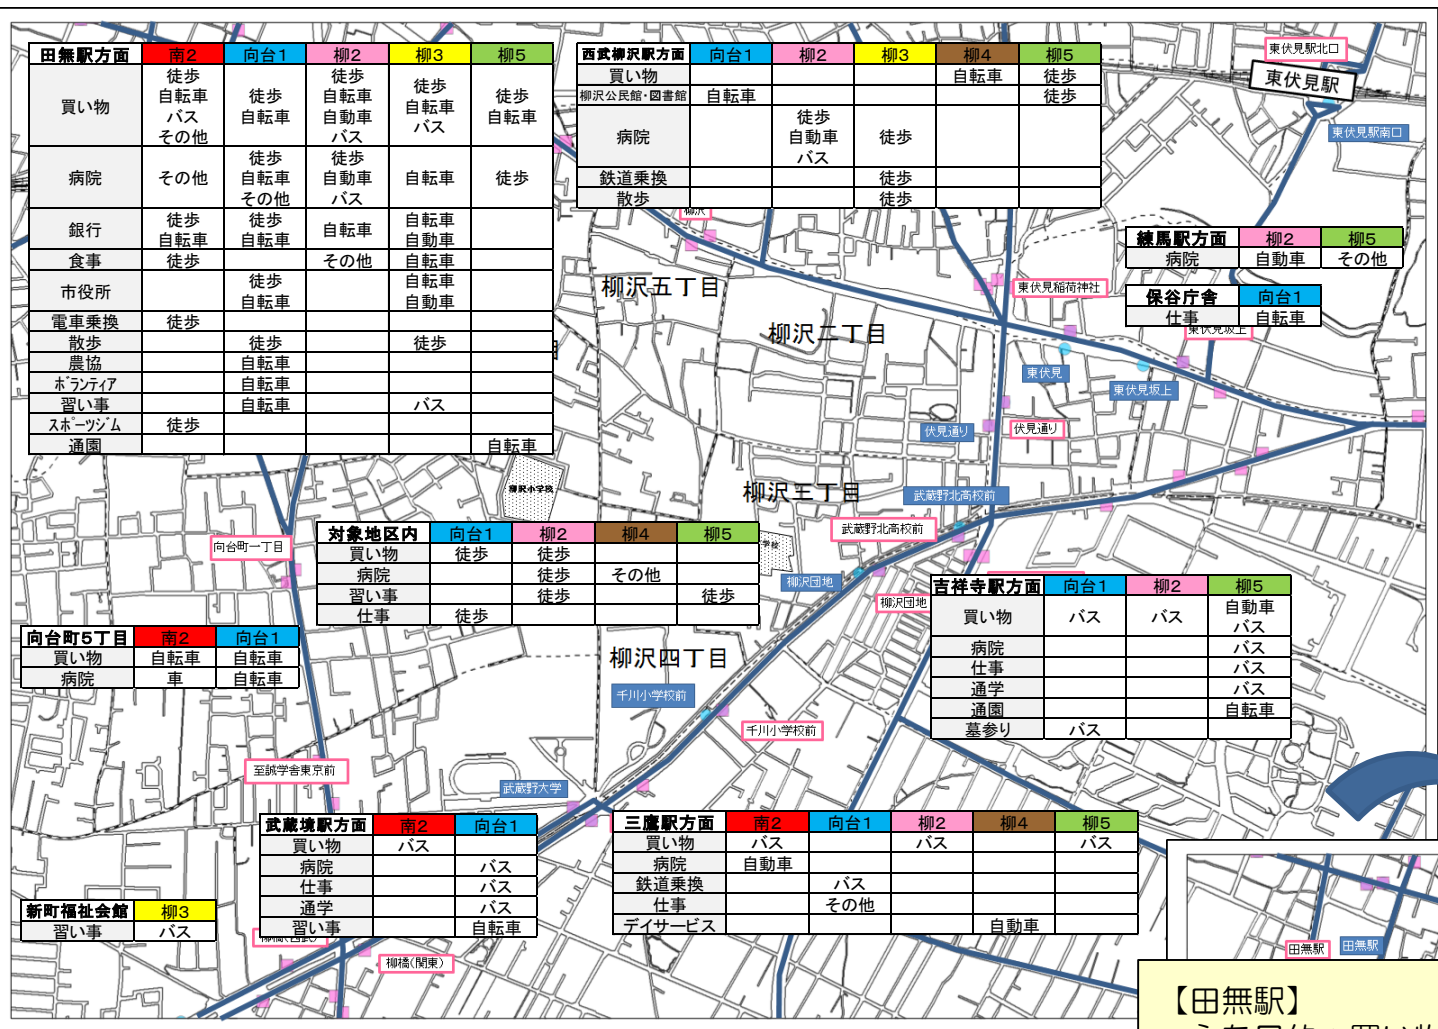 田無駅方面 南2 向台1 柳2 柳3 柳5
買い物 徒歩 自転車 バス その他 徒歩 自転車 徒歩 自転車 自動車 バス 徒歩 自転車 バス 徒歩 自転車
病院 その他 徒歩 自転車 その他 徒歩 自動車 バス 自転車 徒歩
銀行 徒歩 自転車 徒歩 自転車 自転車 自転車 自動車
食事 徒歩 その他 自転車
市役所 徒歩 自転車 自転車 自動車
電車乗換 徒歩
散歩 徒歩 徒歩
農協 自転車
ボランティア 自転車
習い事 自転車 バス
スポーツジム 徒歩
通園 自転車
西武柳沢駅方面 向台1 柳2 柳3 柳4 柳5
買い物 自転車 徒歩
柳沢公民館・図書館 自転車 徒歩
病院 徒歩 自動車 バス 徒歩
鉄道乗換 徒歩
散歩 徒歩
東伏見駅北口
東伏見駅
東伏見駅南口
柳沢
練馬駅方面 柳2 柳5
病院 自動車 その他
保谷庁舎 向台1
仕事 自転車
東伏見坂上
東伏見稲荷神社
柳沢五丁目
柳沢二丁目
東伏見
東伏見坂上
伏見通り
伏見通り
柳沢小学校
柳沢三丁目
武蔵野北高校前
武蔵野北高校前
向台町一丁目
対象地区内 向台1 柳2 柳4 柳5
買い物 徒歩 徒歩
病院 徒歩 その他
習い事 徒歩 徒歩
仕事 徒歩
学校
柳沢団地
柳沢団地
吉祥寺駅方面 向台1 柳2 柳5
買い物 バス バス 自動車 バス
病院 バス
仕事 バス
通学 バス
通園 自転車
墓参り バス
向台町5丁目 南2 向台1
買い物 自転車 自転車
病院 車 自転車
柳沢四丁目
千川小学校前
千川小学校前
至誠学舎東京前
武蔵野大学
武蔵境駅方面 南2 向台1
買い物 バス
病院 バス
仕事 バス
通学 バス
習い事 自転車
三鷹駅方面 南2 向台1 柳2 柳4 柳5
買い物 バス バス バス
病院 自動車
鉄道乗換 バス
仕事 その他
デイサービス 自動車
新町福祉会館 柳3
習い事 バス
柳橋(関東)
田無駅
田無駅
【田無駅】